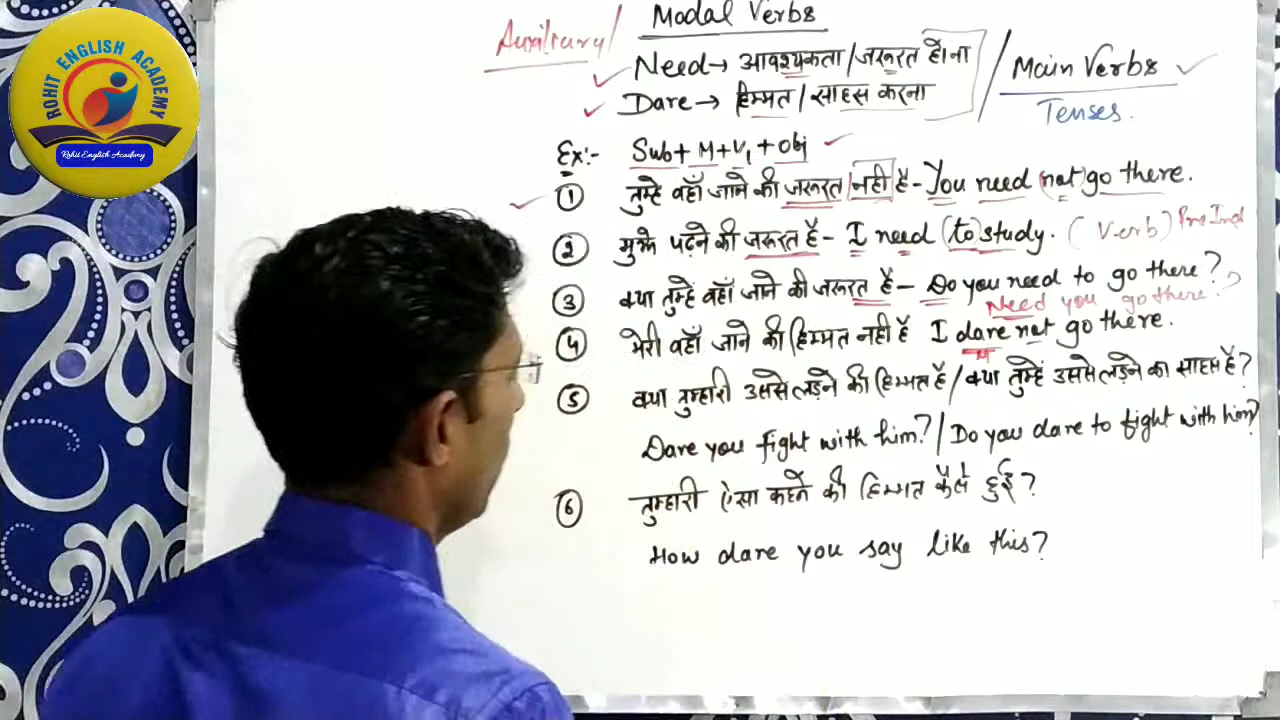 ROHIT ENGLISH ACADEMY
Rohit English Academy
Auxiliary/ Modal Verbs
Need→ आवश्यकता/जरूरत होना
Dare→ हिम्मत/साहस करना
/ Main Verbs
Tenses.
Ex:- Sub+M+V1+Obj
① तुम्हे वहाँ जाने की जरूरत नही है - You need (not) go there.
② मुझे पढ़ने की जरूरत है - I need (to) study. (Verb) Pre Ind
③ क्या तुम्हें वहाँ जाने की जरूरत है - Do you need to go there?
Need you go there?
④ मेरी वहाँ जाने की हिम्मत नही है I dare not go there.
M
⑤ क्या तुम्हारी उससे लड़ने की हिम्मत है/क्या तुम्हें उससे लड़ने का साहस है?
Dare you fight with him?/Do you dare to fight with him?
⑥ तुम्हारी ऐसा कहने की हिम्मत कैसे हुई?
How dare you say like this?